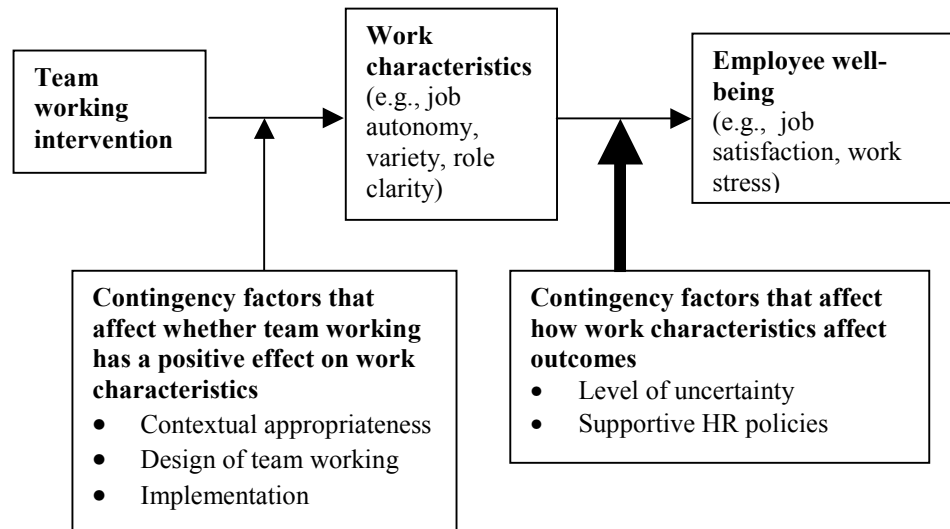 Team
working
intervention
Work
characteristics
(e.g., job
autonomy,
variety, role
clarity)
Employee well-
being
(e.g., job
satisfaction, work
stress)
Contingency factors that
affect whether team working
has a positive effect on work
characteristics
• Contextual appropriateness
• Design of team working
• Implementation
Contingency factors that affect
how work characteristics affect
outcomes
• Level of uncertainty
• Supportive HR policies